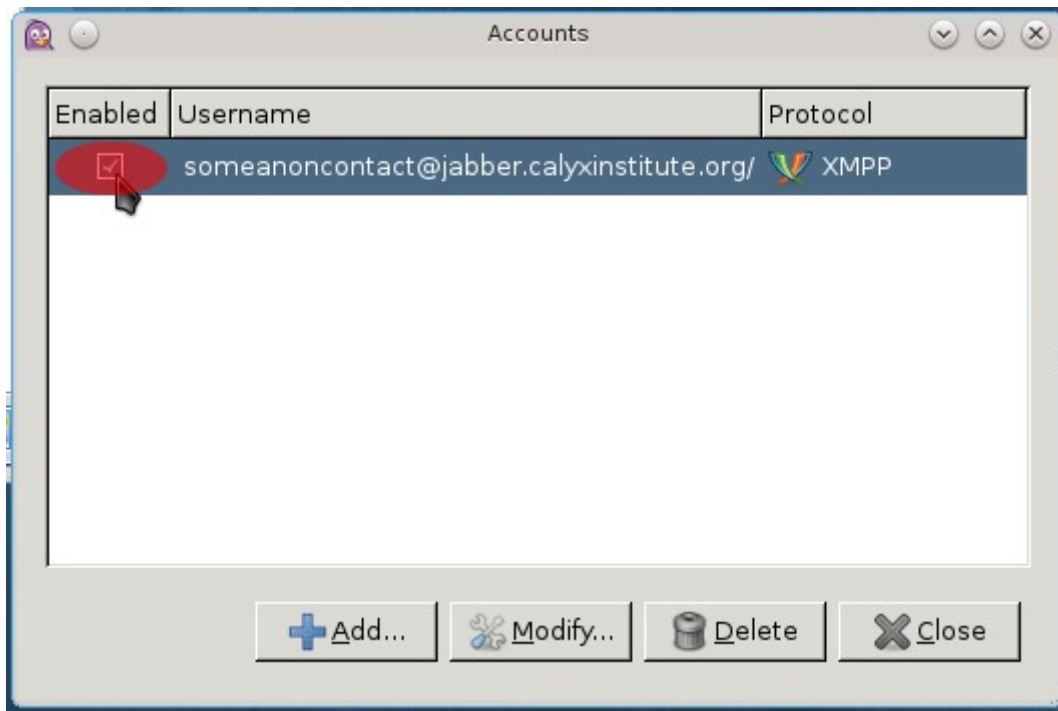 Accounts
Enabled Username Protocol
someanoncontact@jabber.calyxinstitute.org/ XMPP
Add... Modify... Delete Close